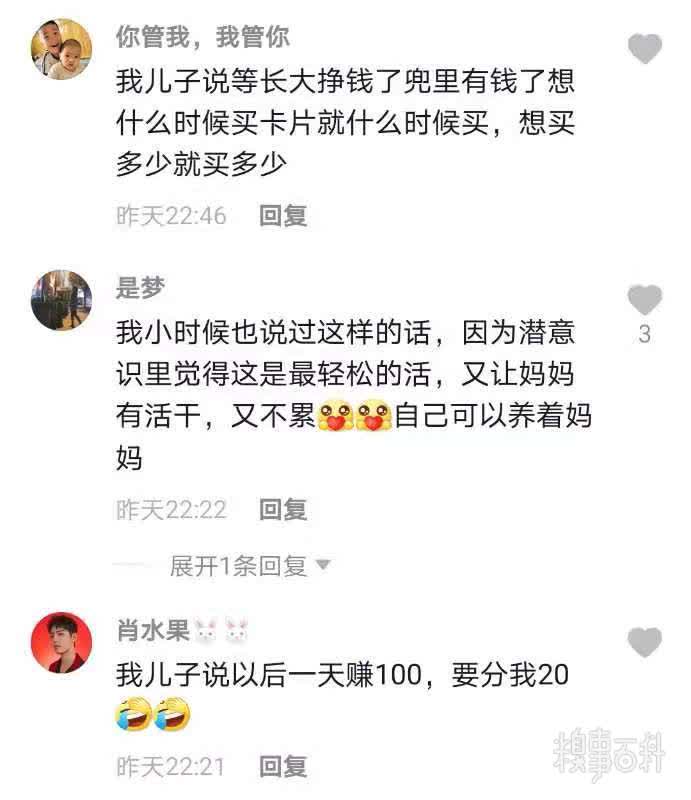 你管我，我管你
我儿子说等长大挣钱了兜里有钱了想
什么时候买卡片就什么时候买，想买
多少就买多少
昨天22:46 回复
是梦
我小时候也说过这样的话，因为潜意
识里觉得这是最轻松的活，又让妈妈
有活干，又不累🥰🥰自己可以养着妈
妈
3
昨天22:22 回复
展开1条回复
肖水果🐰🐰
我儿子说以后一天赚100，要分我20
🤣🤣
昨天22:21 回复
糗事百科